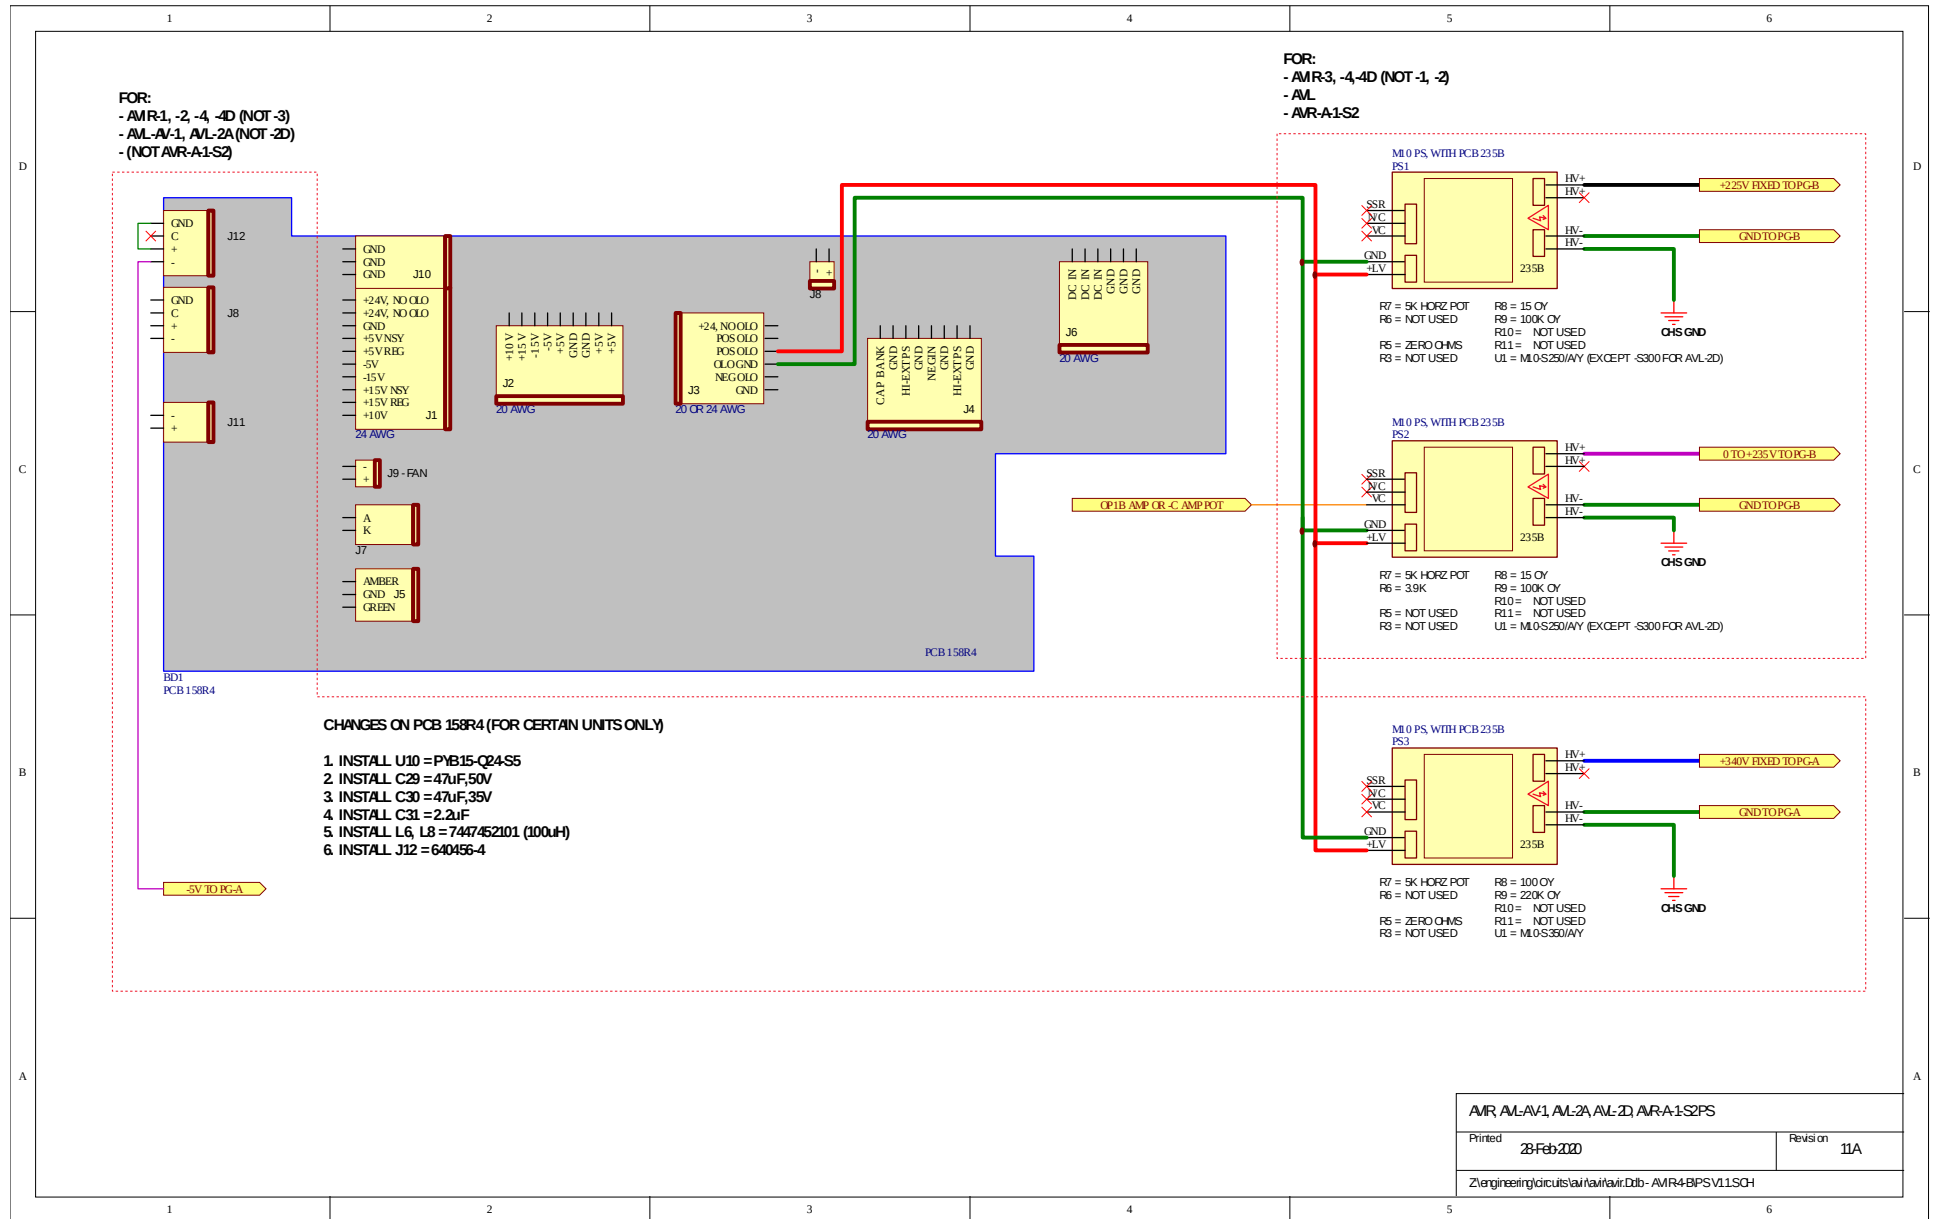 1 2 3 4 5 6
FOR:
- AVIR-1, -2, -4, -4D (NOT -3)
- AVL-AV-1, AVL-2A (NOT -2D)
- (NOT AVR-A-1-S2)
FOR:
- AVIR-3, -4,-4D (NOT -1, -2)
- AVL
- AVR-A-1-S2
D
D
GND
C
+
-
J12
GND
C
+
-
J8
-
+
J11
GND
GND
GND
J10
+24V, NO OLO
+24V, NO OLO
GND
+5V NSY
+5V REG
-5V
-15V
+15V NSY
+15V REG
+10V
J1
24 AWG
-
+
J9 - FAN
A
K
J7
AMBER
GND
GREEN
J5
+10V
+15V
-15V
-5V
+5V
GND
GND
+5V
+5V
J2
20 AWG
+24, NO OLO
POS OLO
POS OLO
OLO GND
NEG OLO
GND
J3
20 OR 24 AWG
- +
J8
CAP BANK
GND
HI-EXT PS
GND
NEG IN
GND
HI-EXT PS
GND
J4
20 AWG
DC IN
DC IN
DC IN
GND
GND
GND
J6
20 AWG
PCB 158R4
BD1
PCB 158R4
C
C
M10 PS, WITH PCB 235B
PS1
SSR
N/C
VC
GND
+LV
HV+
HV+
HV-
HV-
235B
+225V FIXED TO PG-B
GND TO PG-B
CHS GND
R7 = 5K HORZ POT
R6 = NOT USED
R5 = ZERO OHMS
R3 = NOT USED
R8 = 15 OY
R9 = 100K OY
R10 = NOT USED
R11 = NOT USED
U1 = M10-S250/A/Y (EXCEPT -S300 FOR AVL-2D)
M10 PS, WITH PCB 235B
PS2
OP1B AMP OR -C AMP POT
SSR
N/C
VC
GND
+LV
HV+
HV+
HV-
HV-
235B
0 TO +235V TO PG-B
GND TO PG-B
CHS GND
R7 = 5K HORZ POT
R6 = 3.9K
R5 = NOT USED
R3 = NOT USED
R8 = 15 OY
R9 = 100K OY
R10 = NOT USED
R11 = NOT USED
U1 = M10-S250/A/Y (EXCEPT -S300 FOR AVL-2D)
B
B
CHANGES ON PCB 158R4 (FOR CERTAIN UNITS ONLY)
1. INSTALL U10 = PYB15-Q24-S5
2. INSTALL C29 = 47uF,50V
3. INSTALL C30 = 47uF,35V
4. INSTALL C31 = 2.2uF
5. INSTALL L6, L8 = 7447452101 (100uH)
6. INSTALL J12 = 640456-4
-5V TO PG-A
M10 PS, WITH PCB 235B
PS3
SSR
N/C
VC
GND
+LV
HV+
HV+
HV-
HV-
235B
+340V FIXED TO PG-A
GND TO PG-A
CHS GND
R7 = 5K HORZ POT
R6 = NOT USED
R5 = ZERO OHMS
R3 = NOT USED
R8 = 100 OY
R9 = 220K OY
R10 = NOT USED
R11 = NOT USED
U1 = M10-S350/A/Y
A
A
AVIR, AVL-AV-1, AVL-2A, AVL-2D, AVR-A-1-S2 PS
Printed 28-Feb-2020
Revision 11A
Z:\engineering\circuits\avir\avir\avir.Ddb - AVIR-4-B\PS V11.SCH
1 2 3 4 5 6